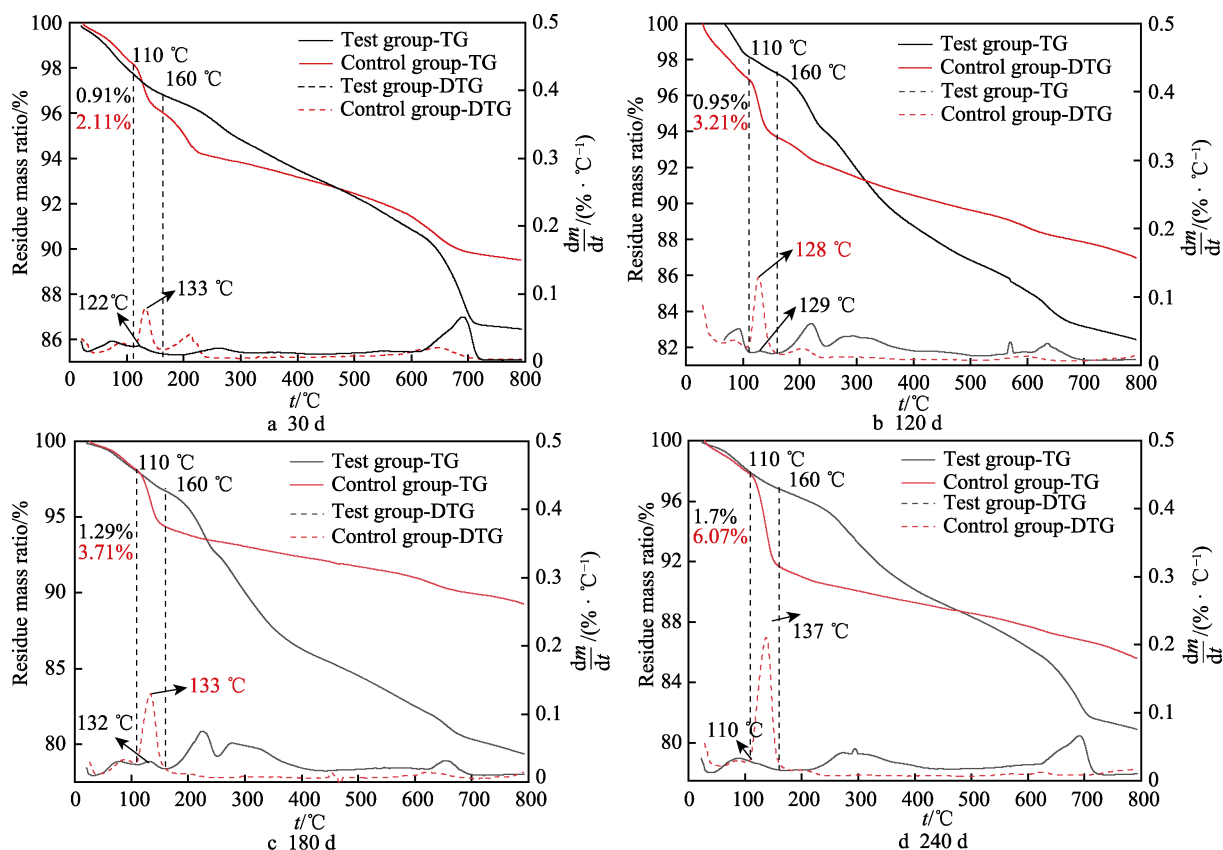 100
98
96
94
92
90
88
86
Residue mass ratio/%
110 ℃
160 ℃
0.91%
2.11%
122℃
133 ℃
Test group-TG
Control group-TG
Test group-DTG
Control group-DTG
0.5
0.4
0.3
0.2
0.1
0
dm/dt/(% · ℃⁻¹)
0 100 200 300 400 500 600 700 800
t/℃
a 30 d
100
98
96
94
92
90
88
86
84
82
Residue mass ratio/%
110 ℃
160 ℃
0.95%
3.21%
128 ℃
129 ℃
Test group-TG
Control group-DTG
Test group-TG
Control group-DTG
0.5
0.4
0.3
0.2
0.1
0
dm/dt/(% · ℃⁻¹)
0 100 200 300 400 500 600 700 800
t/℃
b 120 d
100
95
90
85
80
Residue mass ratio/%
110 ℃
160 ℃
1.29%
3.71%
133 ℃
132 ℃
Test group-TG
Control group-TG
Test group-DTG
Control group-DTG
0.5
0.4
0.3
0.2
0.1
0
dm/dt/(% · ℃⁻¹)
0 100 200 300 400 500 600 700 800
t/℃
c 180 d
100
96
92
88
84
80
Residue mass ratio/%
110 ℃
160 ℃
1.7%
6.07%
137 ℃
110 ℃
Test group-TG
Control group-TG
Test group-DTG
Control group-DTG
0.5
0.4
0.3
0.2
0.1
0
dm/dt/(% · ℃⁻¹)
0 100 200 300 400 500 600 700 800
t/℃
d 240 d